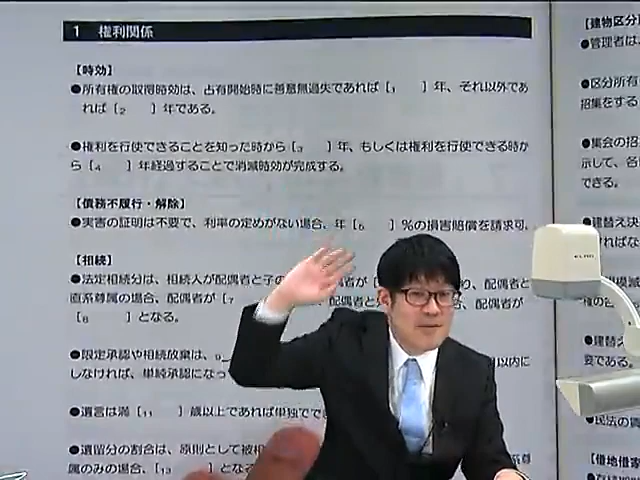 1 権利関係
【時効】
●所有権の取得時効は、占有開始時に善意無過失であれば[1 ]年、それ以外であ
れば[2 ]年である。
●権利を行使できることを知った時から[3 ]年、もしくは権利を行使できる時か
ら[4 ]年経過することで消滅時効が完成する。
【債務不履行・解除】
●実害の証明は不要で、利率の定めがない場合、年[5 ]%の損害賠償を請求可。
【相続】
●法定相続分は、相続人が配偶者と子の 者が[ り、配偶者と
直系尊属の場合、配偶者が[7 配偶者と 、配偶者が
[8 ]となる。
●限定承認や相続放棄は、 以内に
しなければ、単純承認になっ
●遺言は満[11 ]歳以上であれば単独でで
●遺留分の割合は、原則として被相
属のみの場合、[13 ]となる
【建物区分
●管理者は、
●区分所有
招集をする
●集会の招
示して、各
できる。
●建替え決
ればな
模滅
●建替え
要である。
●民法の賃
【借地借家
ELMO